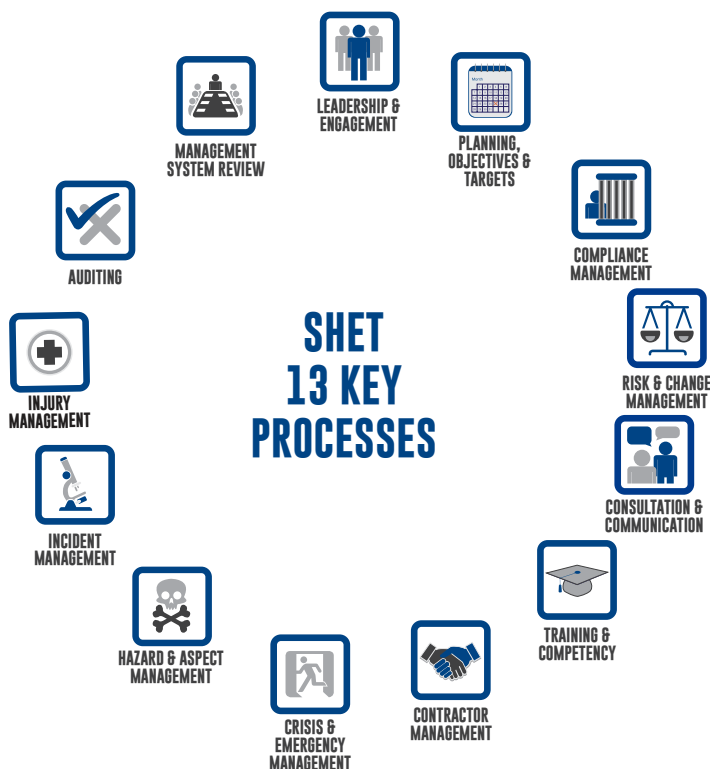 LEADERSHIP &
ENGAGEMENT
Month
PLANNING,
OBJECTIVES &
TARGETS
COMPLIANCE
MANAGEMENT
RISK & CHANGE
MANAGEMENT
CONSULTATION &
COMMUNICATION
TRAINING &
COMPETENCY
CONTRACTOR
MANAGEMENT
CRISIS &
EMERGENCY
MANAGEMENT
HAZARD & ASPECT
MANAGEMENT
INCIDENT
MANAGEMENT
INJURY
MANAGEMENT
AUDITING
MANAGEMENT
SYSTEM REVIEW
SHET
13 KEY
PROCESSES